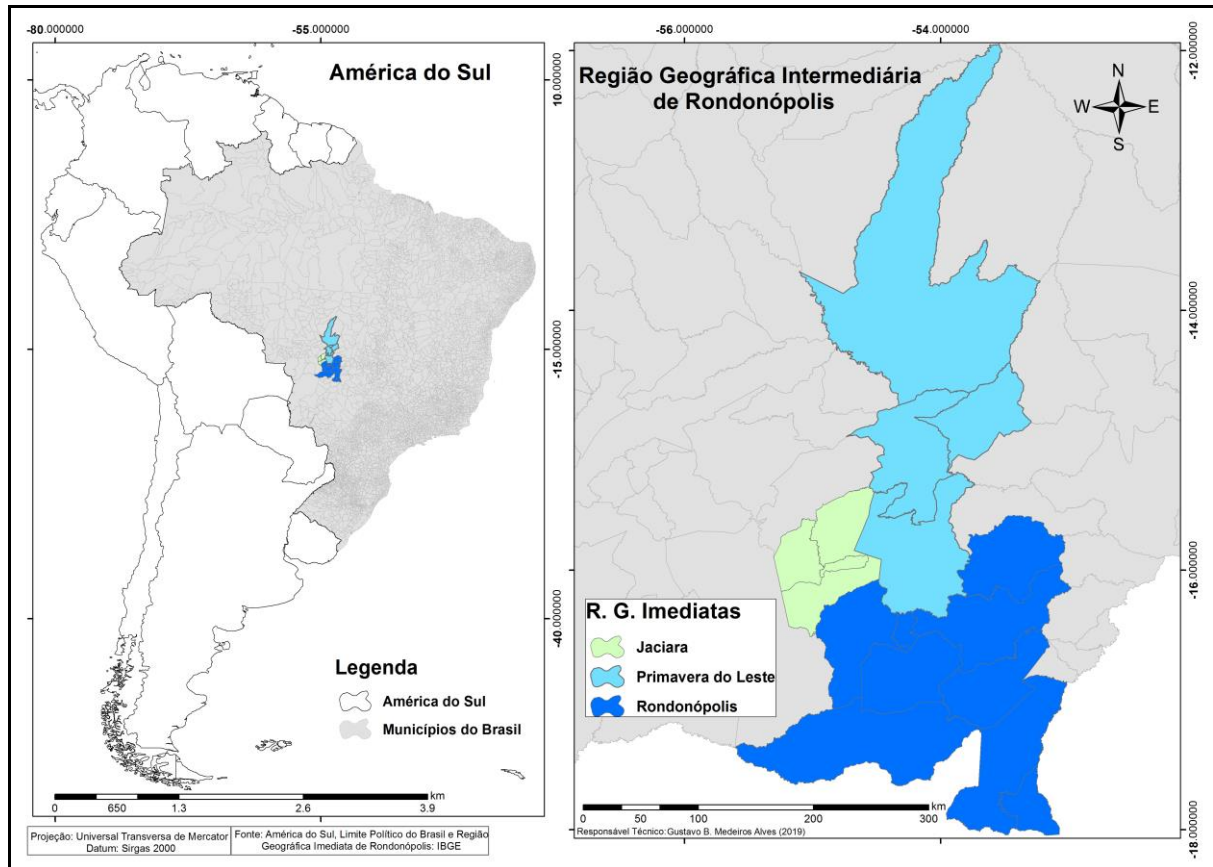 -80.000000
-55.000000
América do Sul
10.000000
-15.000000
-40.000000
Legenda
América do Sul
Municípios do Brasil
km
0
650
1.3
2.6
3.9
Projeção: Universal Transversa de Mercator
Datum: Sirgas 2000
Fonte: América do Sul, Limite Político do Brasil e Região
Geográfica Imediata de Rondonópolis: IBGE
-56.000000
-54.000000
Região Geográfica Intermediária
de Rondonópolis
N
W
E
S
-12.000000
-14.000000
-16.000000
-18.000000
R. G. Imediatas
Jaciara
Primavera do Leste
Rondonópolis
km
0
50
100
200
300
Responsável Técnico: Gustavo B. Medeiros Alves (2019)